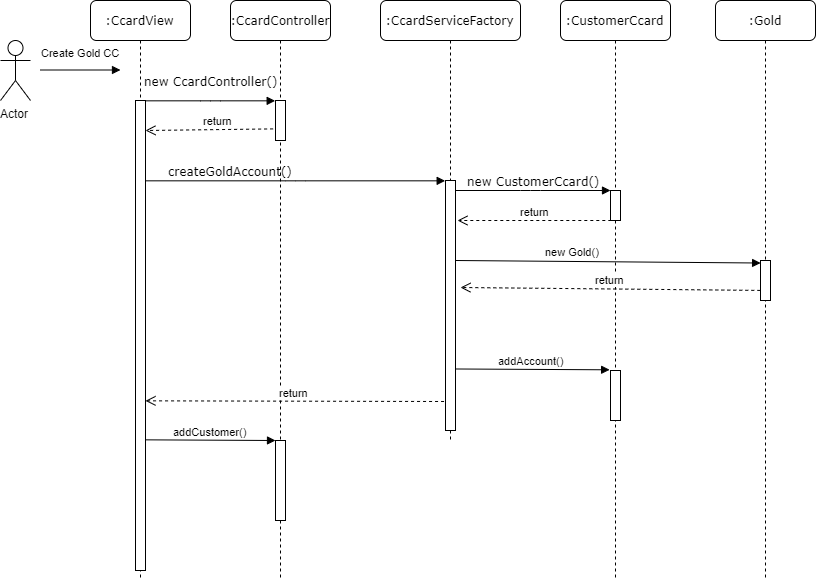 :CcardView
:CcardController
:CcardServiceFactory
:CustomerCcard
:Gold
Create Gold CC
Actor
new CcardController()
return
createGoldAccount()
new CustomerCcard()
return
new Gold()
return
addAccount()
return
addCustomer()